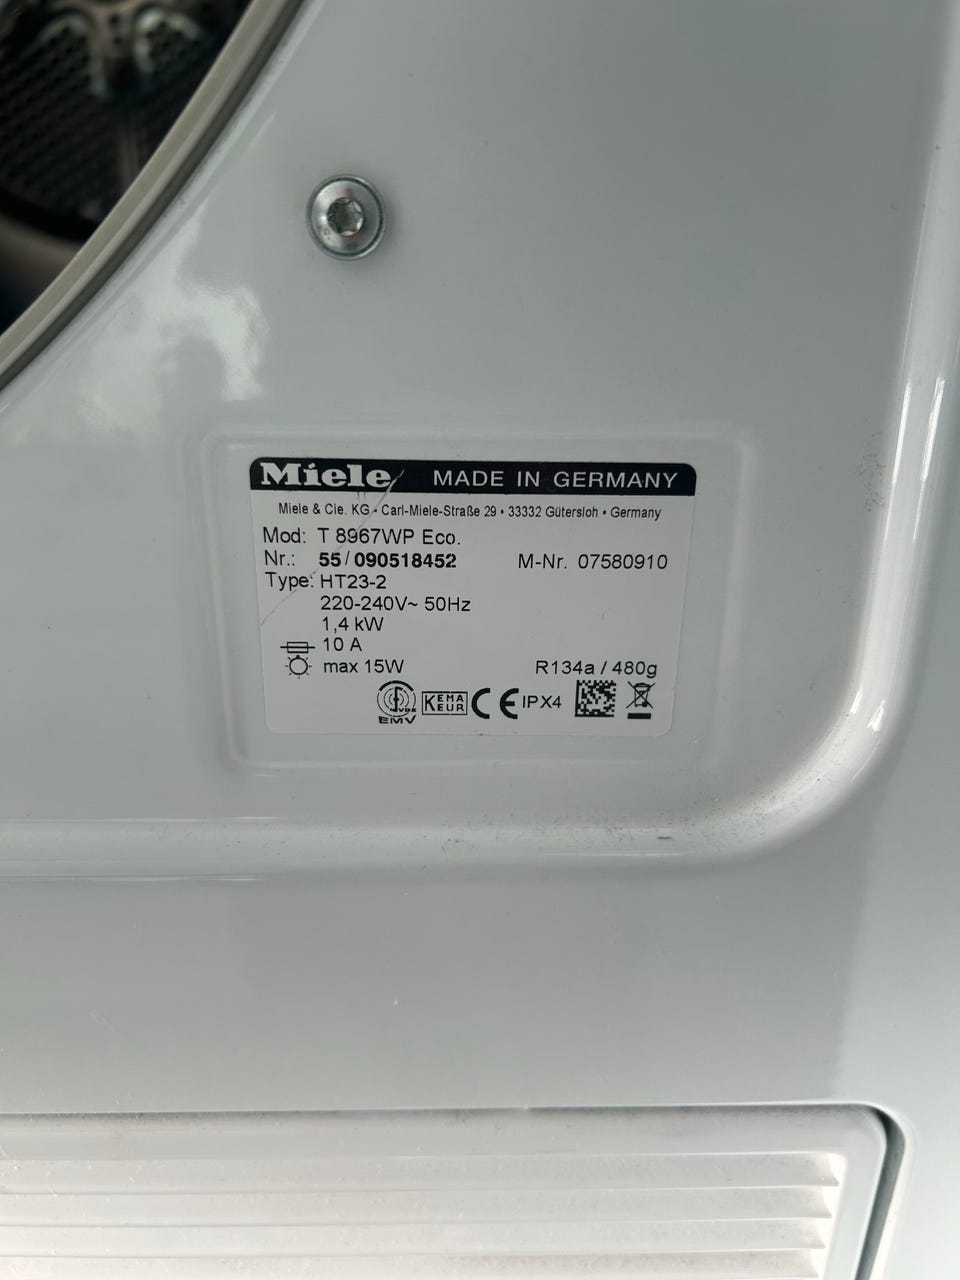 Miele MADE IN GERMANY
Miele & Cie. KG • Carl-Miele-Straße 29 • 33332 Gütersloh • Germany
Mod: T 8967WP Eco.
Nr.: 55/090518452 M-Nr. 07580910
Type: HT23-2
220-240V~ 50Hz
1,4 kW
10 A
max 15W R134a / 480g
VDE EMV KEMA KEUR CE IPX4